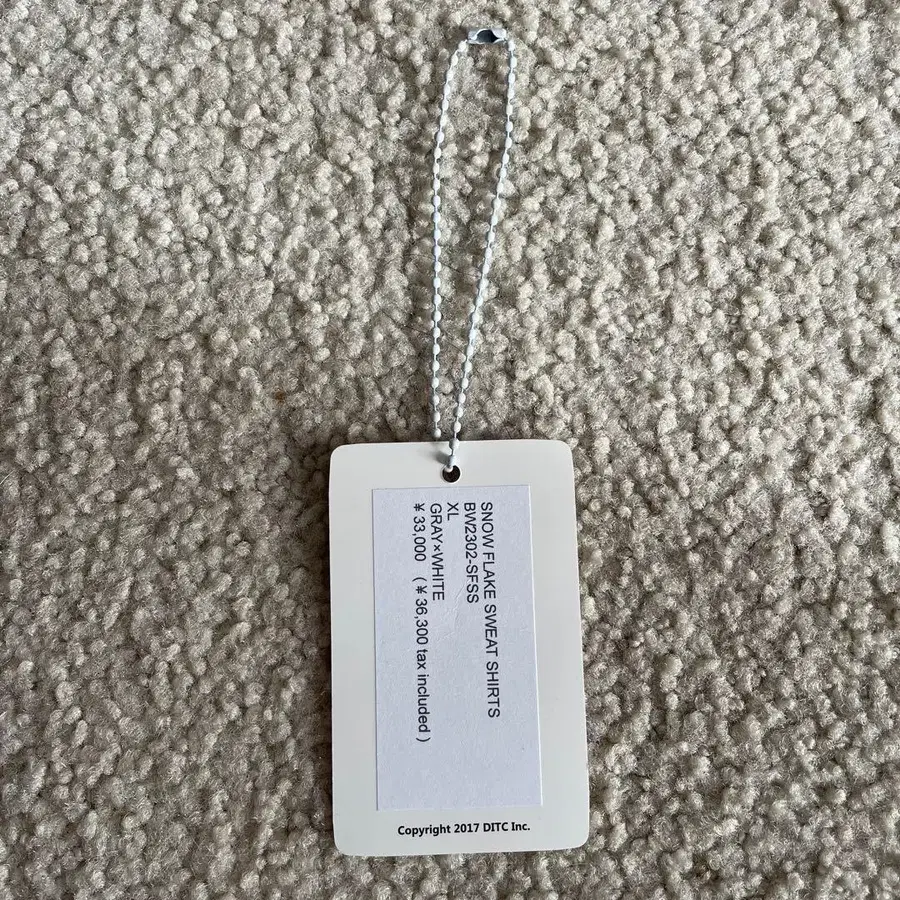 SNOW FLAKE SWEAT SHIRTS
BW2302-SFSS
XL
GRAY×WHITE
¥ 33,000 （¥ 36,300 tax included）
Copyright 2017 DITC Inc.